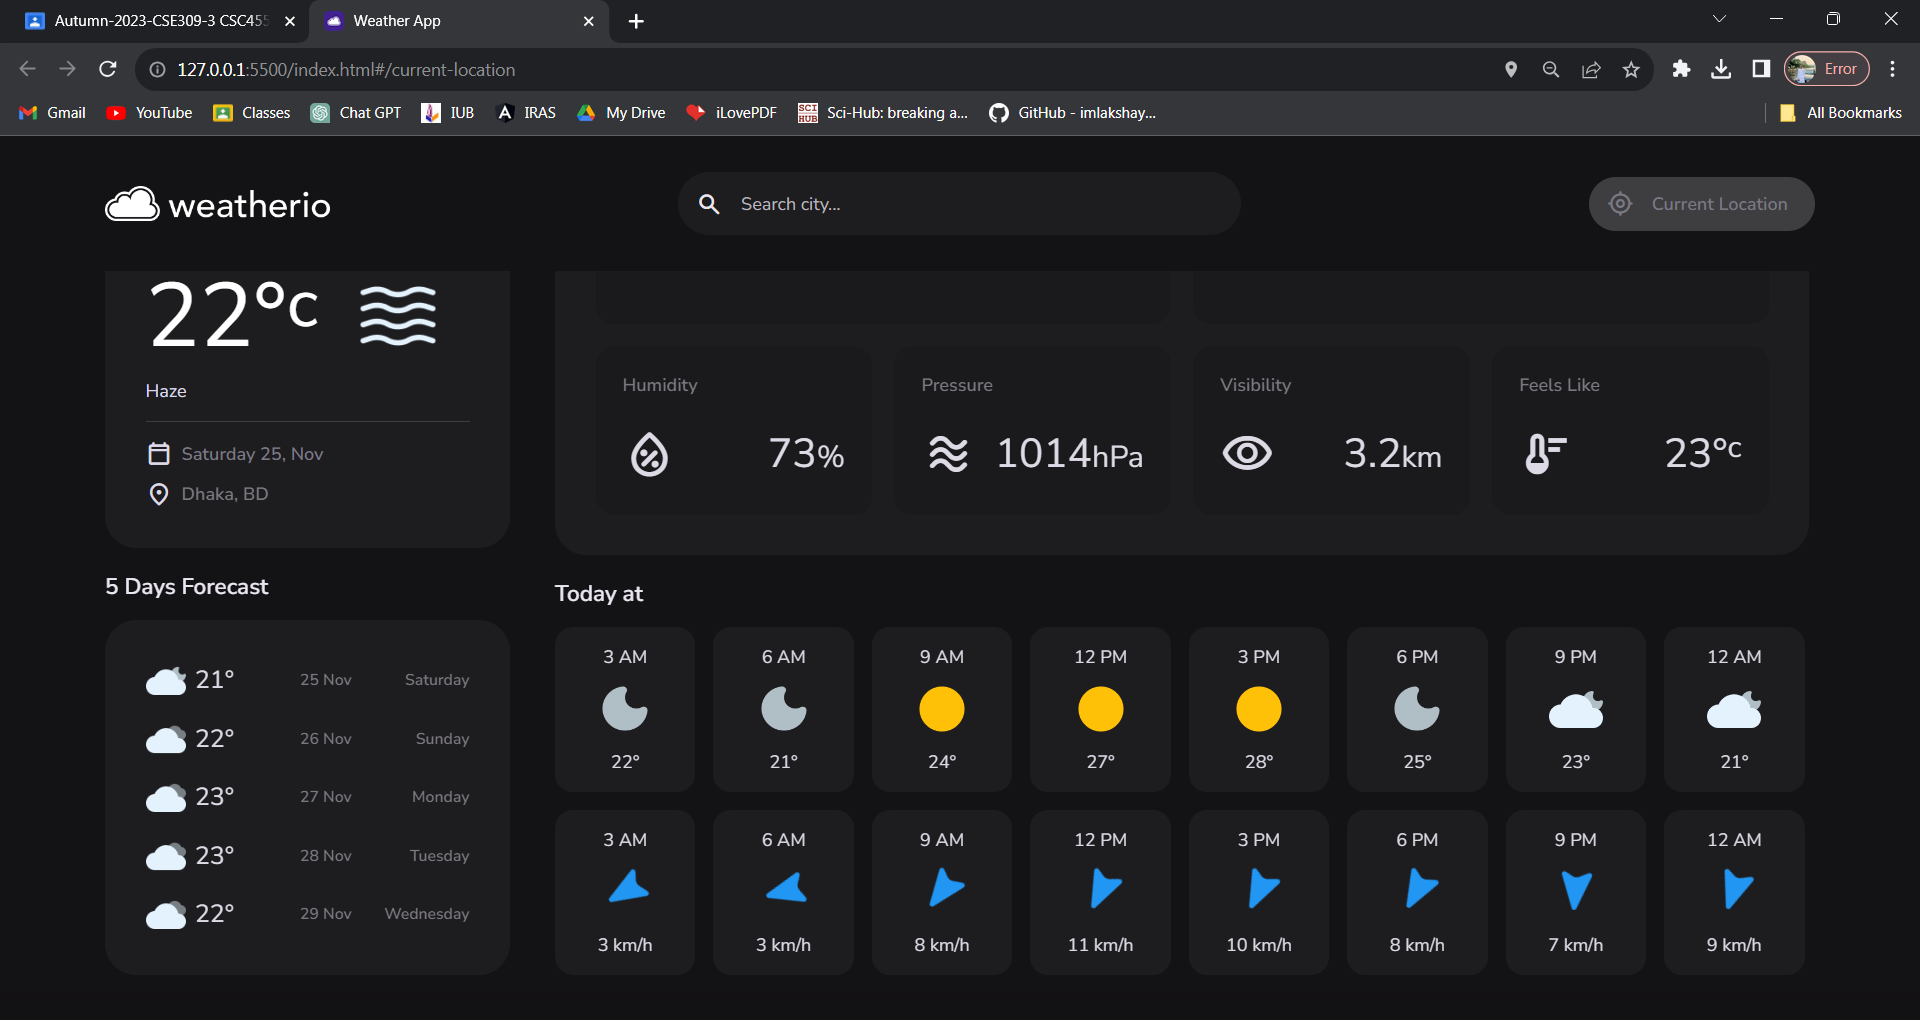 Autumn-2023-CSE309-3 CSC455
Weather App
127.0.0.1:5500/index.html#/current-location
Error
Gmail
YouTube
Classes
Chat GPT
IUB
IRAS
My Drive
iLovePDF
SCI HUB
Sci-Hub: breaking a...
GitHub - imlakshay...
All Bookmarks
weatherio
Search city...
Current Location
22°c
Haze
Saturday 25, Nov
Dhaka, BD
Humidity
73%
Pressure
1014hPa
Visibility
3.2km
Feels Like
23°c
5 Days Forecast
21° 25 Nov Saturday
22° 26 Nov Sunday
23° 27 Nov Monday
23° 28 Nov Tuesday
22° 29 Nov Wednesday
Today at
3 AM 6 AM 9 AM 12 PM 3 PM 6 PM 9 PM 12 AM
22° 21° 24° 27° 28° 25° 23° 21°
3 AM 6 AM 9 AM 12 PM 3 PM 6 PM 9 PM 12 AM
3 km/h 3 km/h 8 km/h 11 km/h 10 km/h 8 km/h 7 km/h 9 km/h